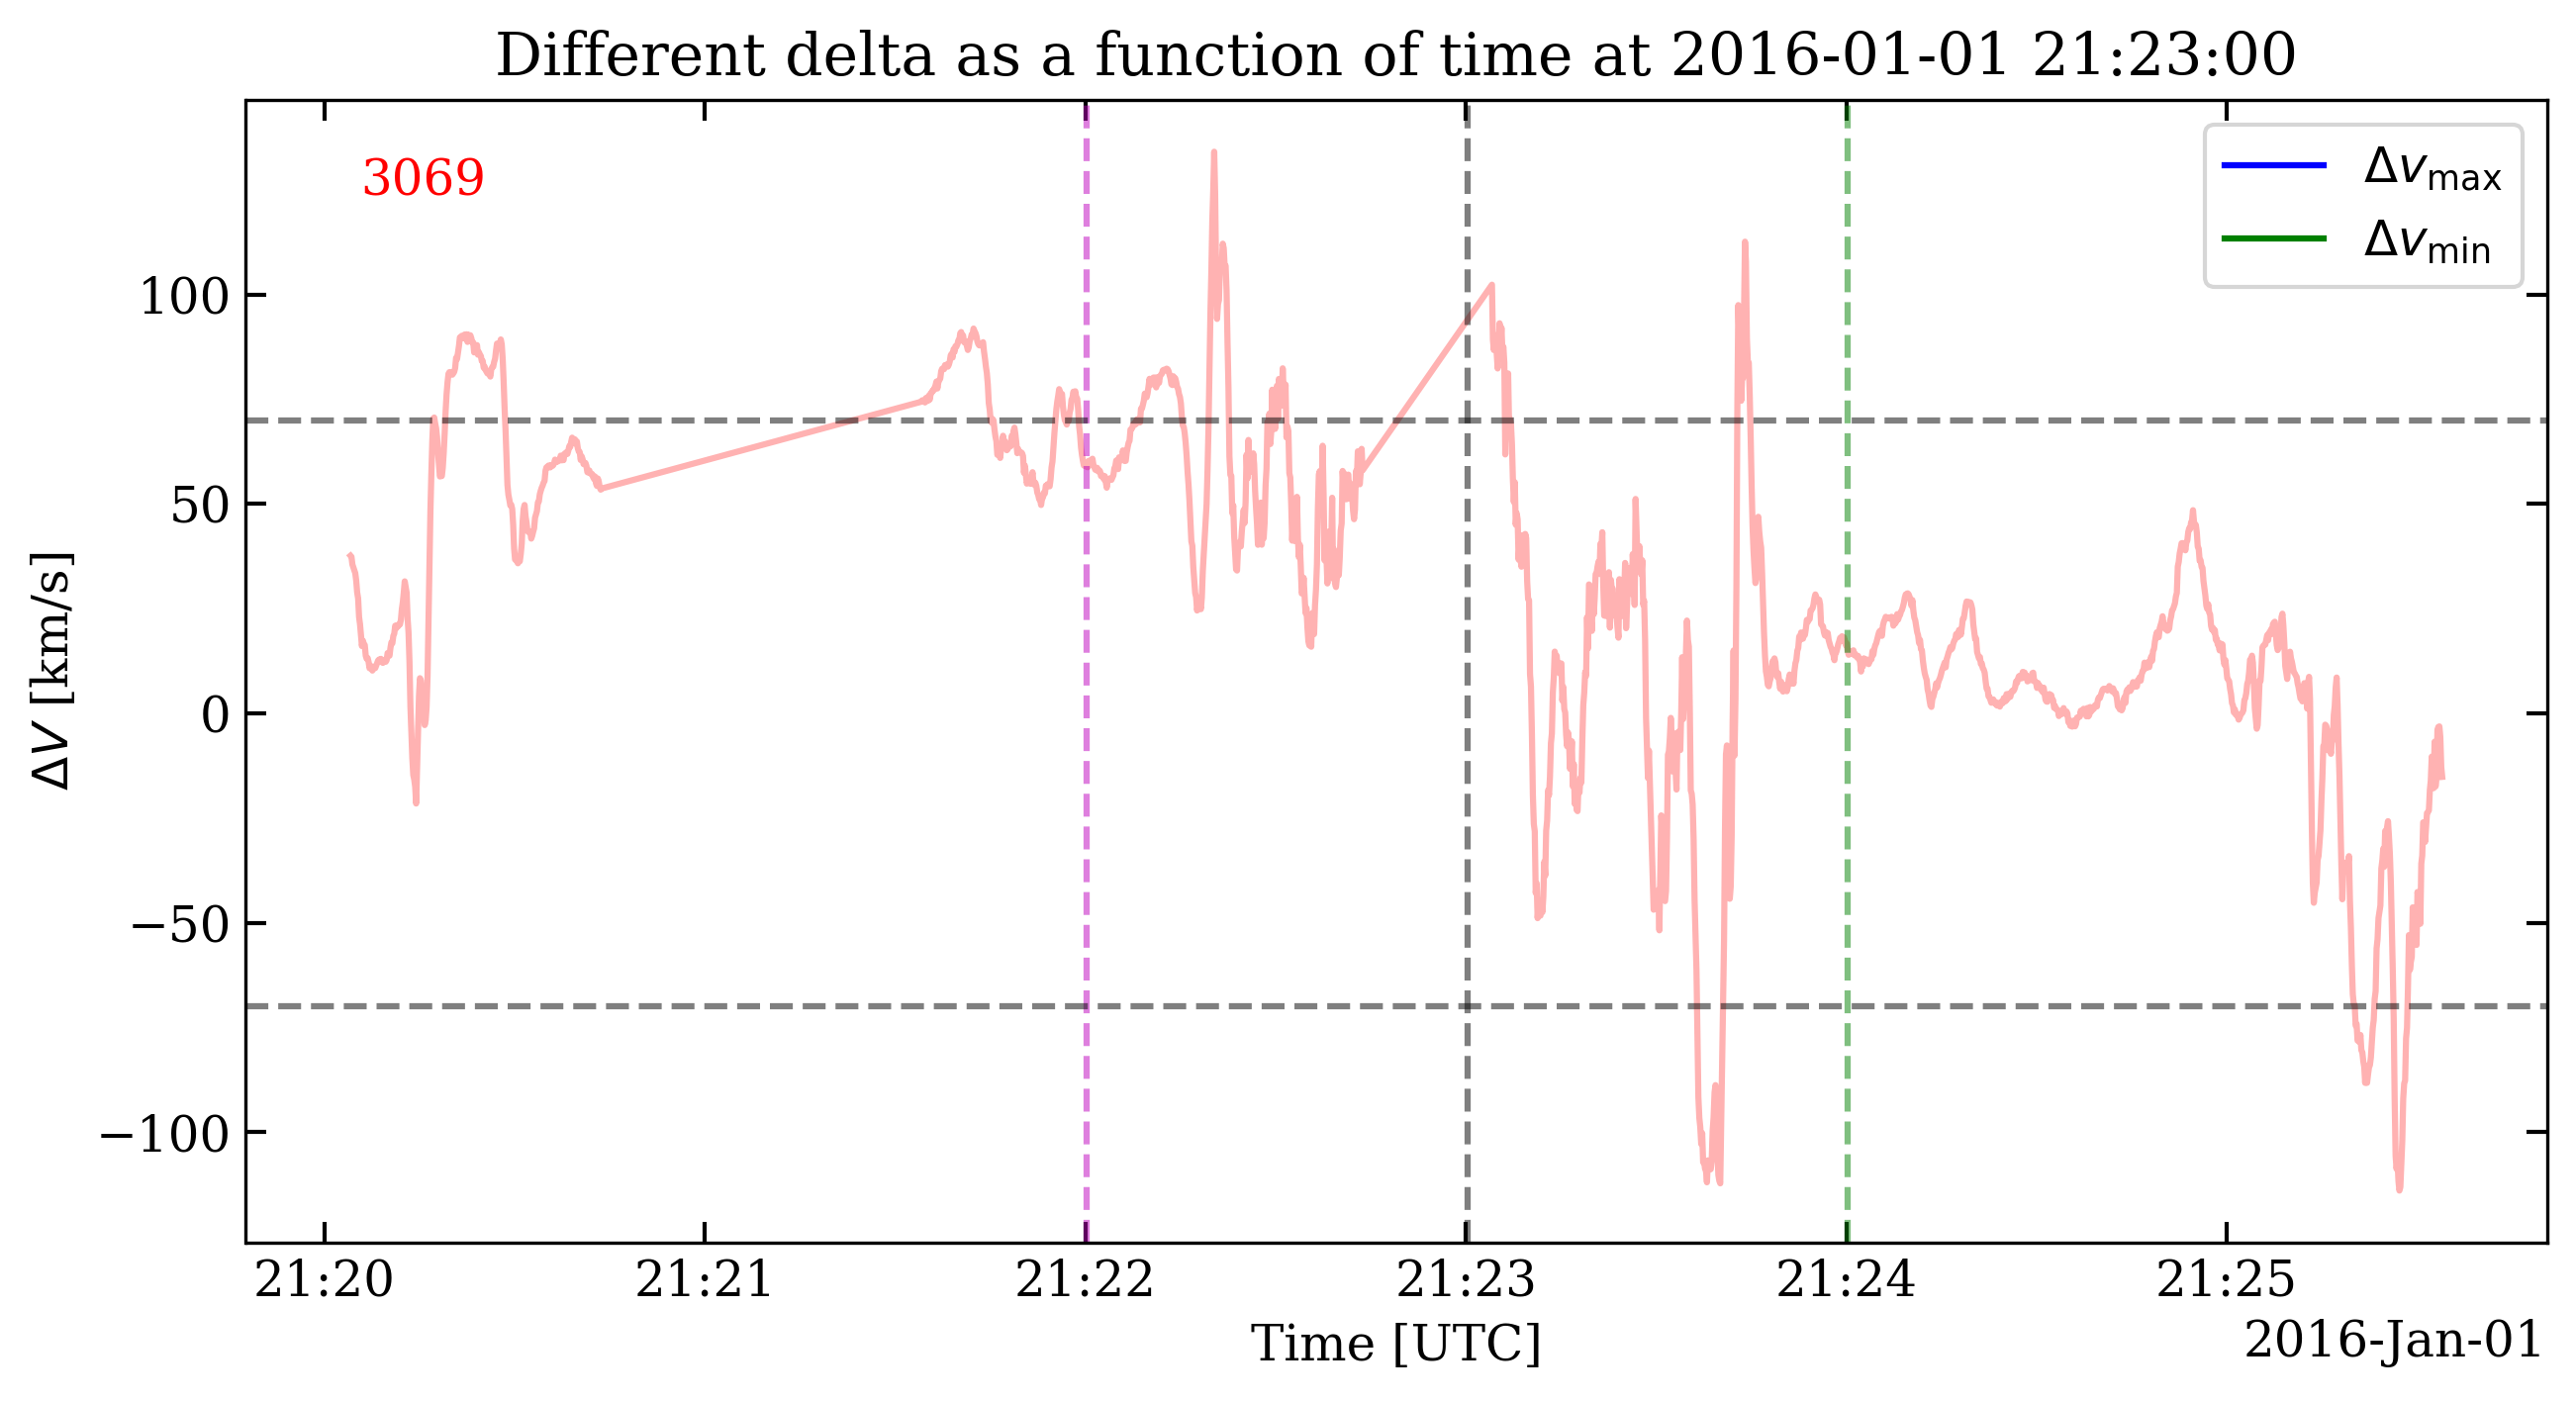 Different delta as a function of time at 2016-01-01 21:23:00
3069
Δv_max
Δv_min
100
50
0
−50
−100
ΔV [km/s]
21:20 21:21 21:22 21:23 21:24 21:25
Time [UTC]
2016-Jan-01